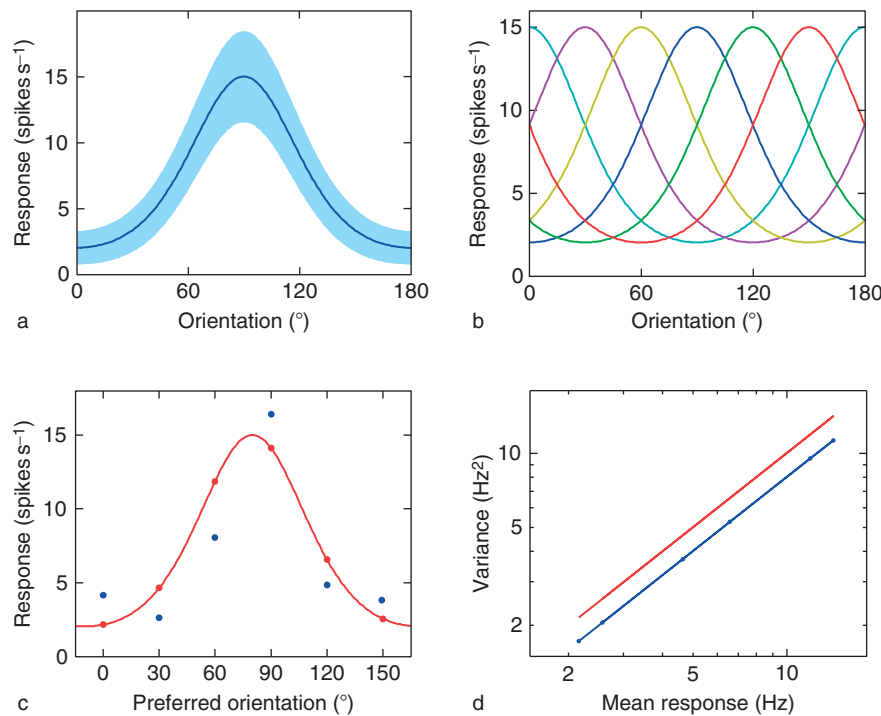 15
10
5
0
Response (spikes s⁻¹)
0
60
120
180
Orientation (°)
a
15
10
5
0
Response (spikes s⁻¹)
0
60
120
180
Orientation (°)
b
15
10
5
0
Response (spikes s⁻¹)
0
30
60
90
120
150
Preferred orientation (°)
c
10
5
2
Variance (Hz²)
2
5
10
Mean response (Hz)
d